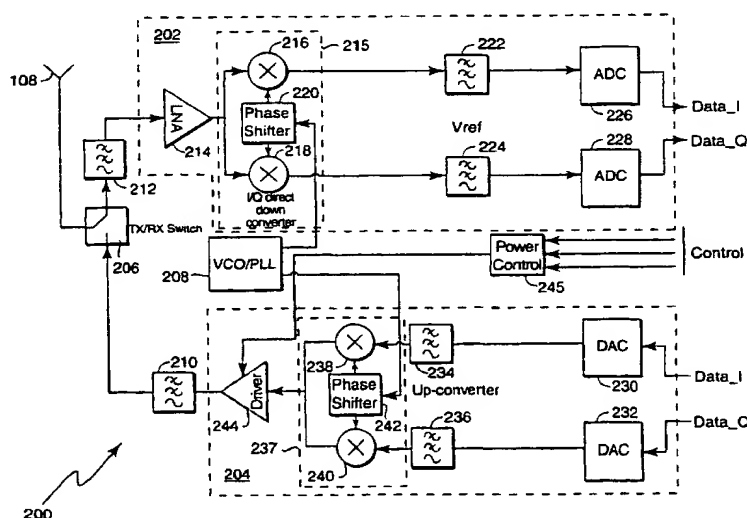 202
216
215
222
108
220
ADC
LNA
Phase
Shifter
226
Data_I
214
Vref
218
224
228
Data_Q
212
ADC
I/Q direct
down
converter
TX/RX Switch
206
208
VCO/PLL
Power
Control
245
Control
210
238
234
DAC
Driver
Phase
Shifter
Up-converter
230
Data_I
244
242
236
232
Data_Q
237
DAC
240
204
200